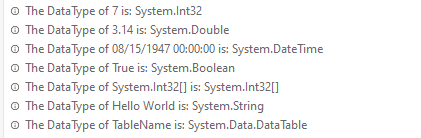 The DataType of 7 is: System.Int32
The DataType of 3.14 is: System.Double
The DataType of 08/15/1947 00:00:00 is: System.DateTime
The DataType of True is: System.Boolean
The DataType of System.Int32[] is: System.Int32[]
The DataType of Hello World is: System.String
The DataType of TableName is: System.Data.DataTable